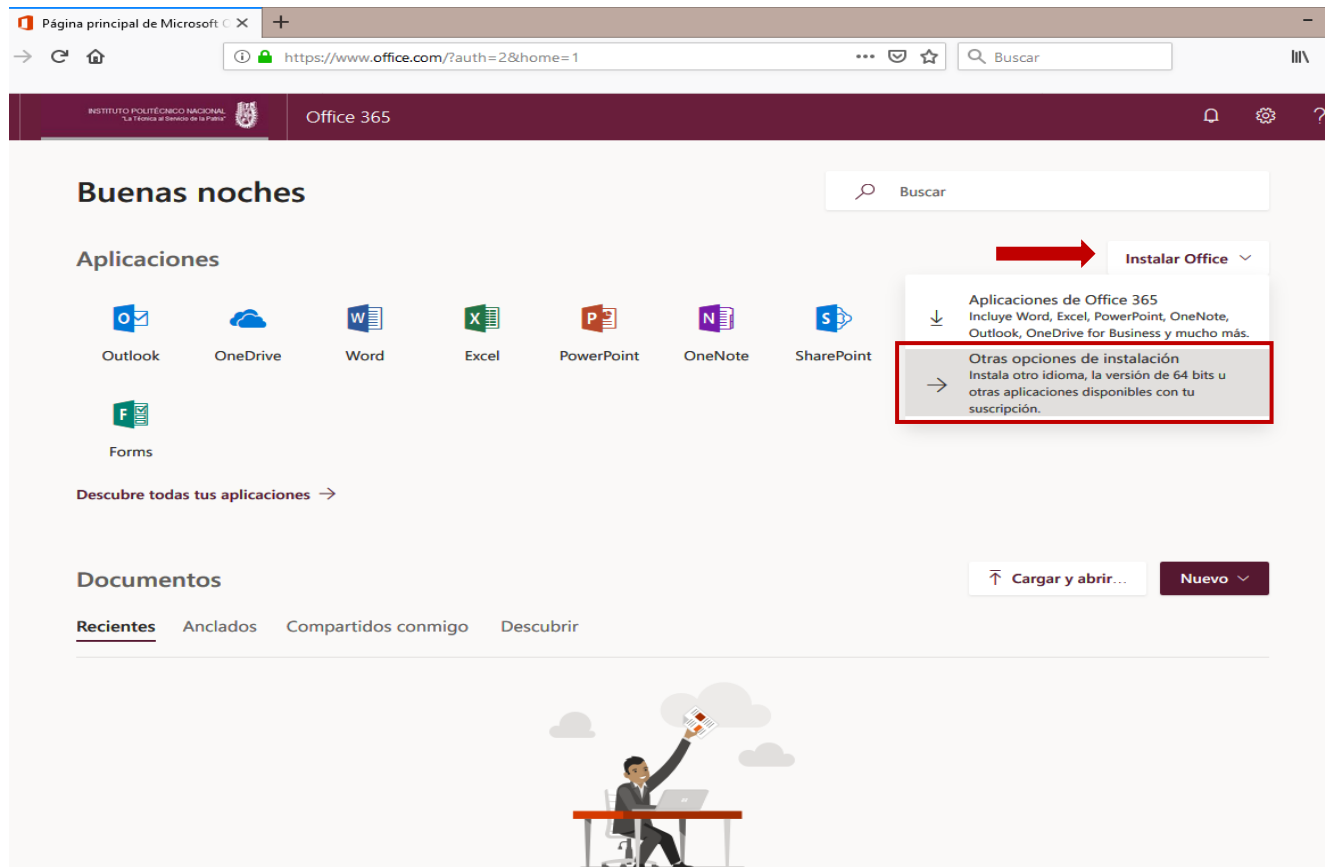 Página principal de Microsoft O
https://www.office.com/?auth=2&home=1
Buscar
INSTITUTO POLITÉCNICO NACIONAL
"La Técnica al Servicio de la Patria"
Office 365
?
Buenas noches
Buscar
Aplicaciones
Instalar Office
Aplicaciones de Office 365
Incluye Word, Excel, PowerPoint, OneNote,
Outlook, OneDrive for Business y mucho más.
Otras opciones de instalación
Instala otro idioma, la versión de 64 bits u
otras aplicaciones disponibles con tu
suscripción.
Outlook OneDrive Word Excel PowerPoint OneNote SharePoint
Forms
Descubre todas tus aplicaciones
Documentos
Cargar y abrir...
Nuevo
Recientes Anclados Compartidos conmigo Descubrir